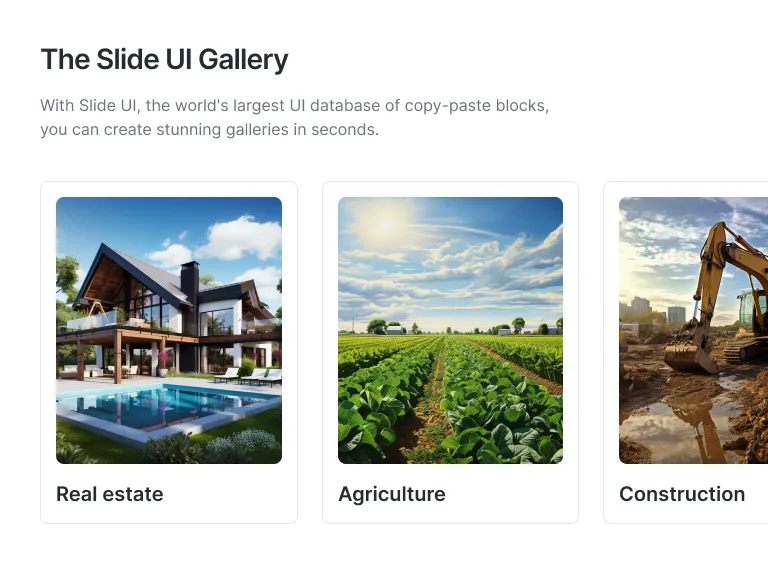 The Slide UI Gallery
With Slide UI, the world's largest UI database of copy-paste blocks,
you can create stunning galleries in seconds.
Real estate
Agriculture
Construction